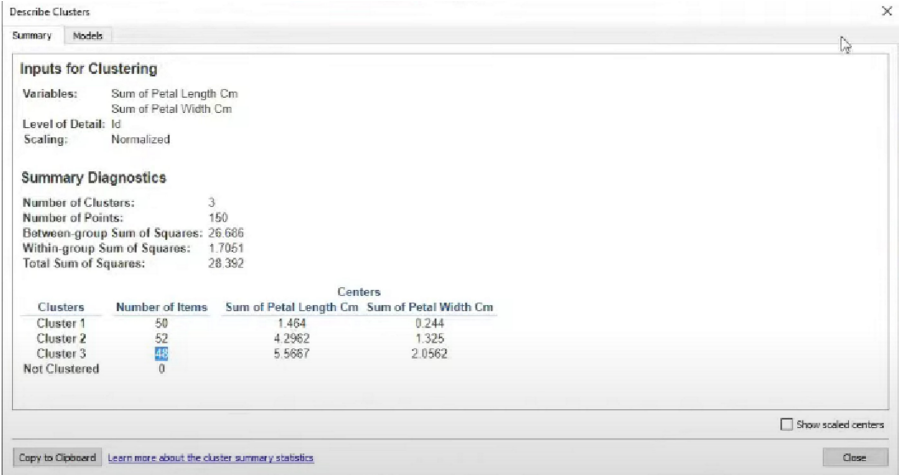 Describe Clusters
Summary Models
Inputs for Clustering
Variables: Sum of Petal Length Cm
Sum of Petal Width Cm
Level of Detail: Id
Scaling: Normalized
Summary Diagnostics
Number of Clusters: 3
Number of Points: 150
Between-group Sum of Squares: 26.686
Within-group Sum of Squares: 1.7051
Total Sum of Squares: 28.392
Centers
Clusters Number of Items Sum of Petal Length Cm Sum of Petal Width Cm
Cluster 1 50 1.464 0.244
Cluster 2 52 4.2962 1.325
Cluster 3 48 5.5667 2.0562
Not Clustered 0
Show scaled centers
Copy to Clipboard Learn more about the cluster summary statistics Close